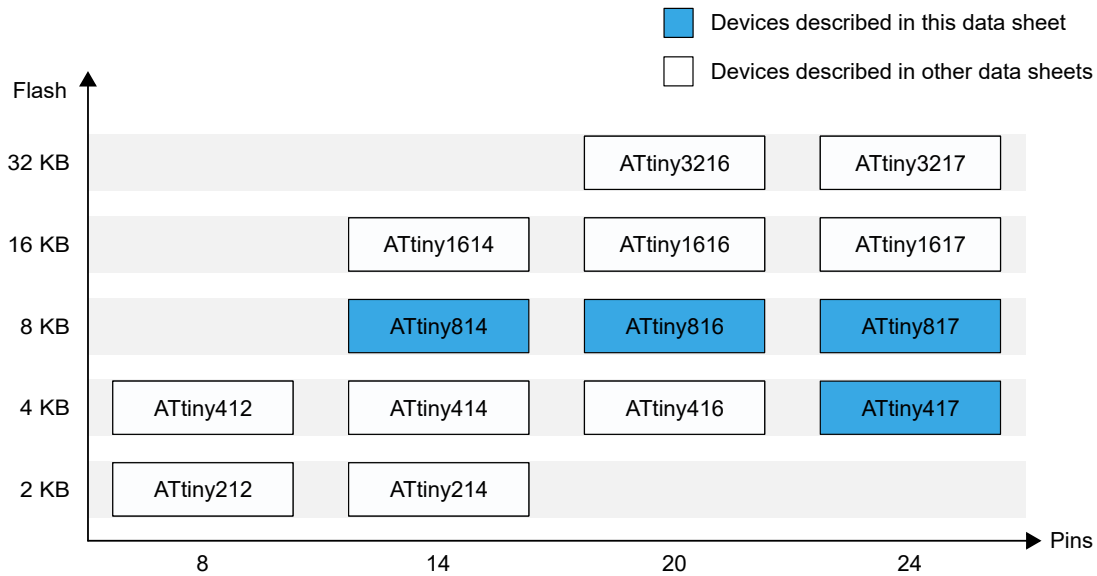 Devices described in this data sheet
Devices described in other data sheets
Flash
32 KB ATtiny3216 ATtiny3217
16 KB ATtiny1614 ATtiny1616 ATtiny1617
8 KB ATtiny814 ATtiny816 ATtiny817
4 KB ATtiny412 ATtiny414 ATtiny416 ATtiny417
2 KB ATtiny212 ATtiny214
Pins
8 14 20 24